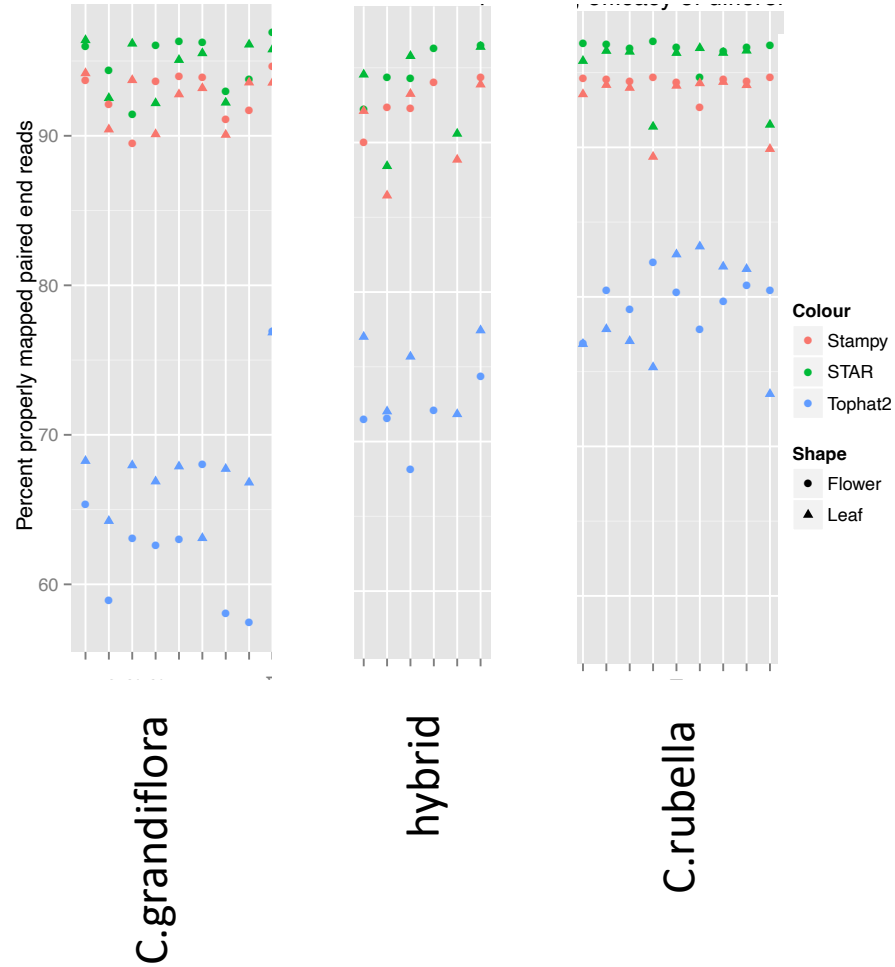 Percent properly mapped paired end reads
90
80
70
60
Colour
Stampy
STAR
Tophat2
Shape
Flower
Leaf
C.grandiflora
hybrid
C.rubella